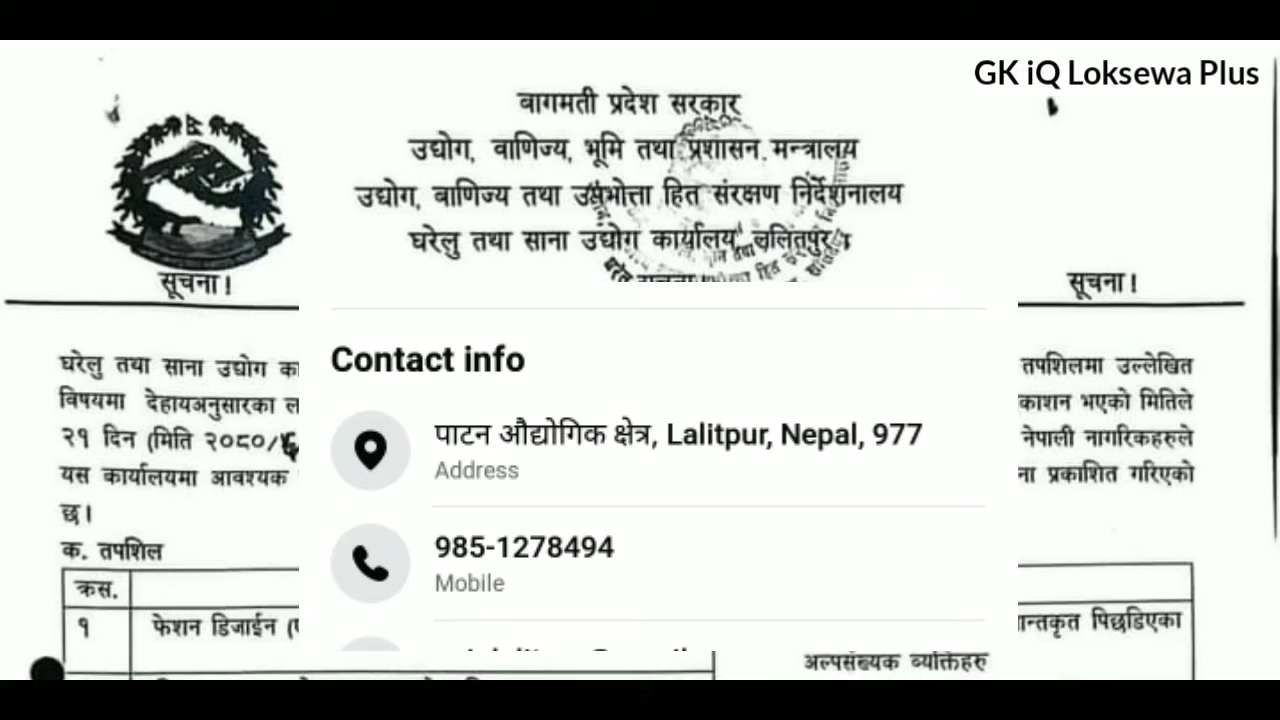 GK iQ Loksewa Plus
वागमती प्रदेश सरकार
उद्योग, वाणिज्य, भूमि तथा प्रशासन मन्त्रालय
उद्योग, बाणिज्य तथा उपभोत्ता हित संरक्षण निर्देशनालय
घरेलु तथा साना उद्योग कार्यालय, ललितपुर
सूचना!
सूचना!
घरेलु तथा साना उद्योग
तपशिलमा उल्लेखित
विषयमा देहायअनुसारका
भएको मितिले
२१ दिन (मिति २०८०/
नेपाली नागरिकहरुले
यस कार्यालयमा आवश्यक
प्रकाशित गरिएको
छ।
क. तपशिल
क्रस.
१ फेशन डिजाईन
पिछडिएका
अल्पसंख्यक व्यक्तिहरु
Contact info
पाटन औद्योगिक क्षेत्र, Lalitpur, Nepal, 977
Address
985-1278494
Mobile